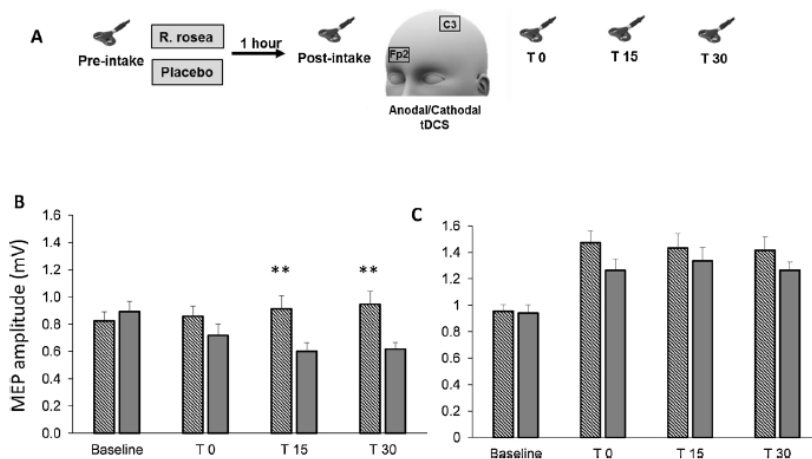 A
Pre-intake
R. rosea
Placebo
1 hour
Post-intake
C3
Fp2
Anodal/Cathodal
tDCS
T 0
T 15
T 30
B
MEP amplitude (mV)
1.6
1.4
1.2
1.0
0.8
0.6
0.4
0.2
0.0
**
**
Baseline
T 0
T 15
T 30
C
1.6
1.4
1.2
1
0.8
0.6
0.4
0.2
0
Baseline
T 0
T 15
T 30